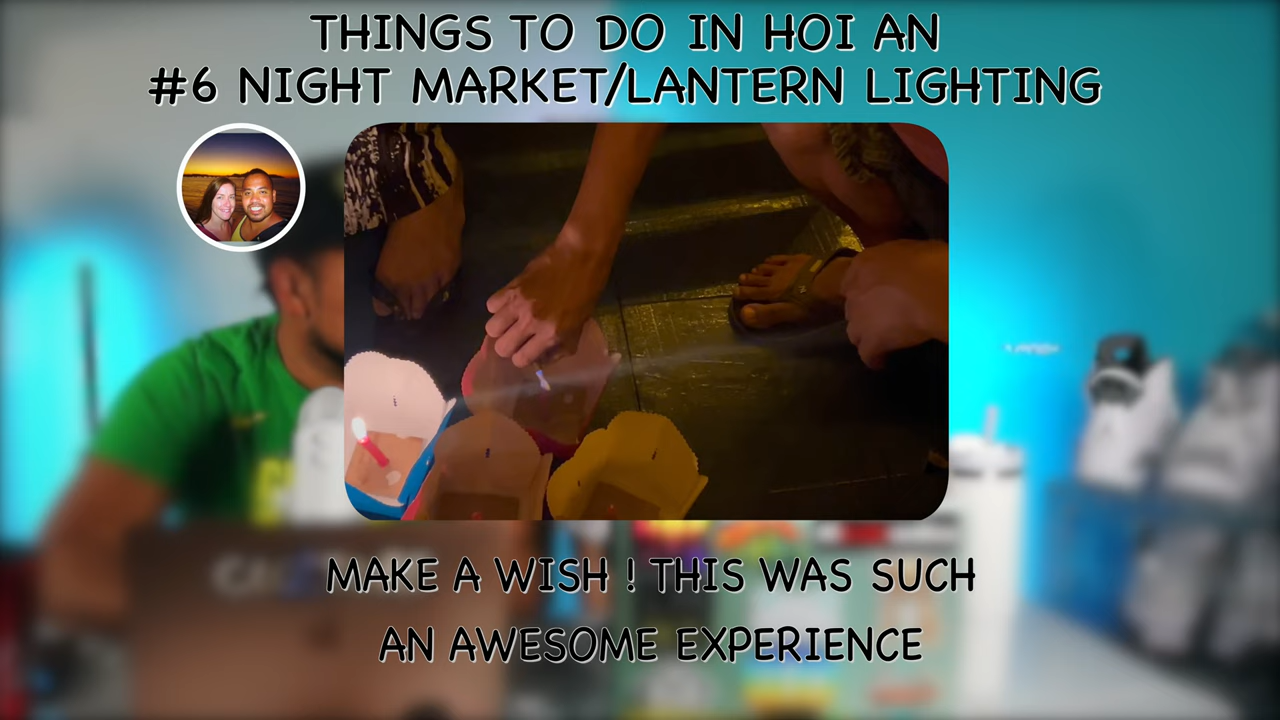 THINGS TO DO IN HOI AN
#6 NIGHT MARKET/LANTERN LIGHTING
MAKE A WISH ! THIS WAS SUCH
AN AWESOME EXPERIENCE